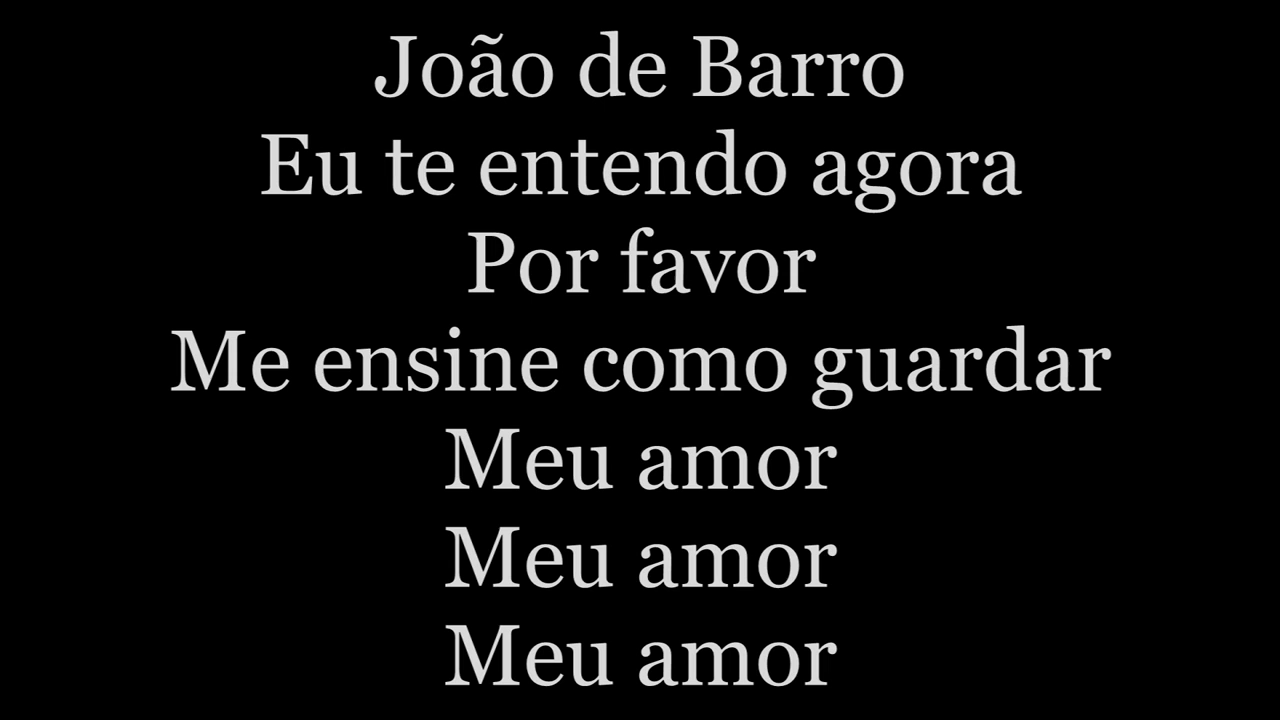 João de Barro
Eu te entendo agora
Por favor
Me ensine como guardar
Meu amor
Meu amor
Meu amor